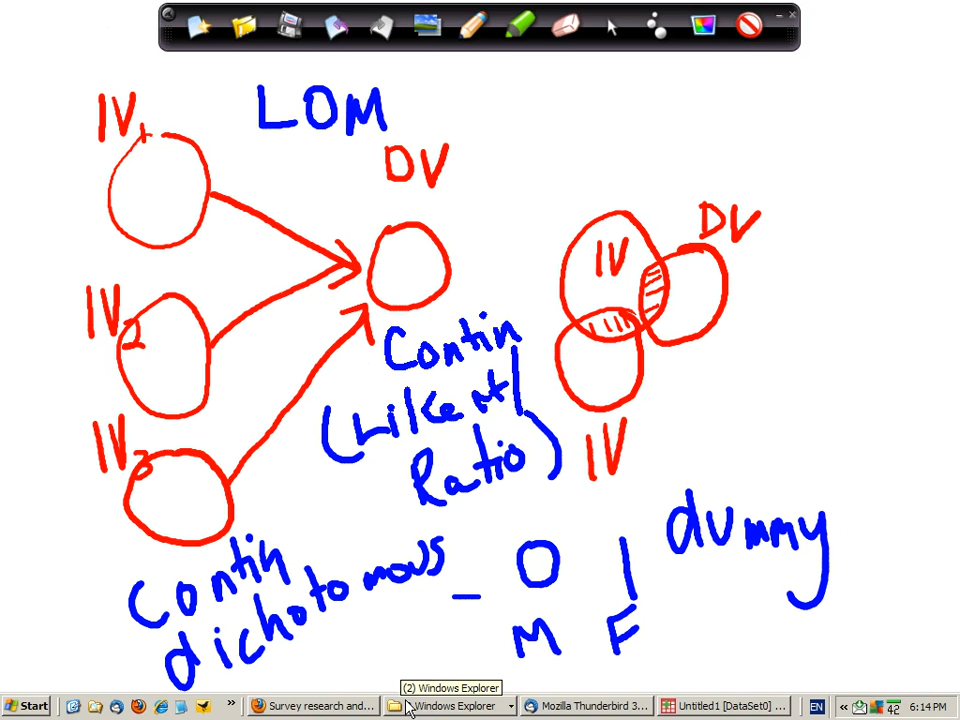 IV1
LOM
DV
IV2
IV3
Contin
(Likert/
Ratio)
IV
DV
IV
Contin
dichotomous - 0 1 dummy
M F
(2) Windows Explorer
Start
»
Survey research and...
Windows Explorer
Mozilla Thunderbird 3...
Untitled1 [DataSet0] ...
EN
«
42
6:14 PM